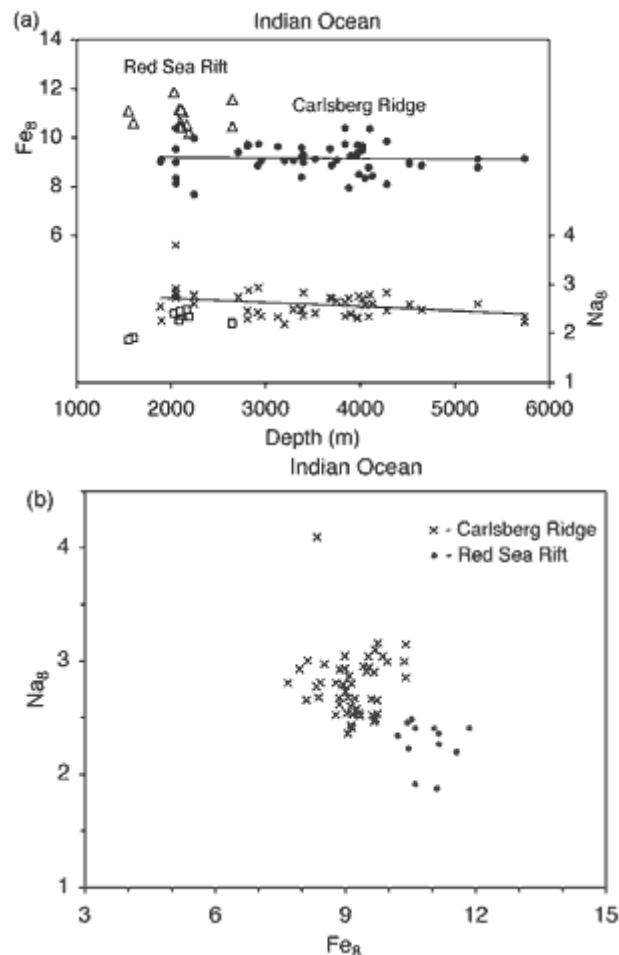 (a)
Indian Ocean
14
12
10
8
6
Fe₈
Red Sea Rift
Carlsberg Ridge
4
3
2
1
Na₈
1000 2000 3000 4000 5000 6000
Depth (m)
Indian Ocean
(b)
× - Carlsberg Ridge
• - Red Sea Rift
4
3
2
1
Na₈
3 6 9 12 15
Fe₈